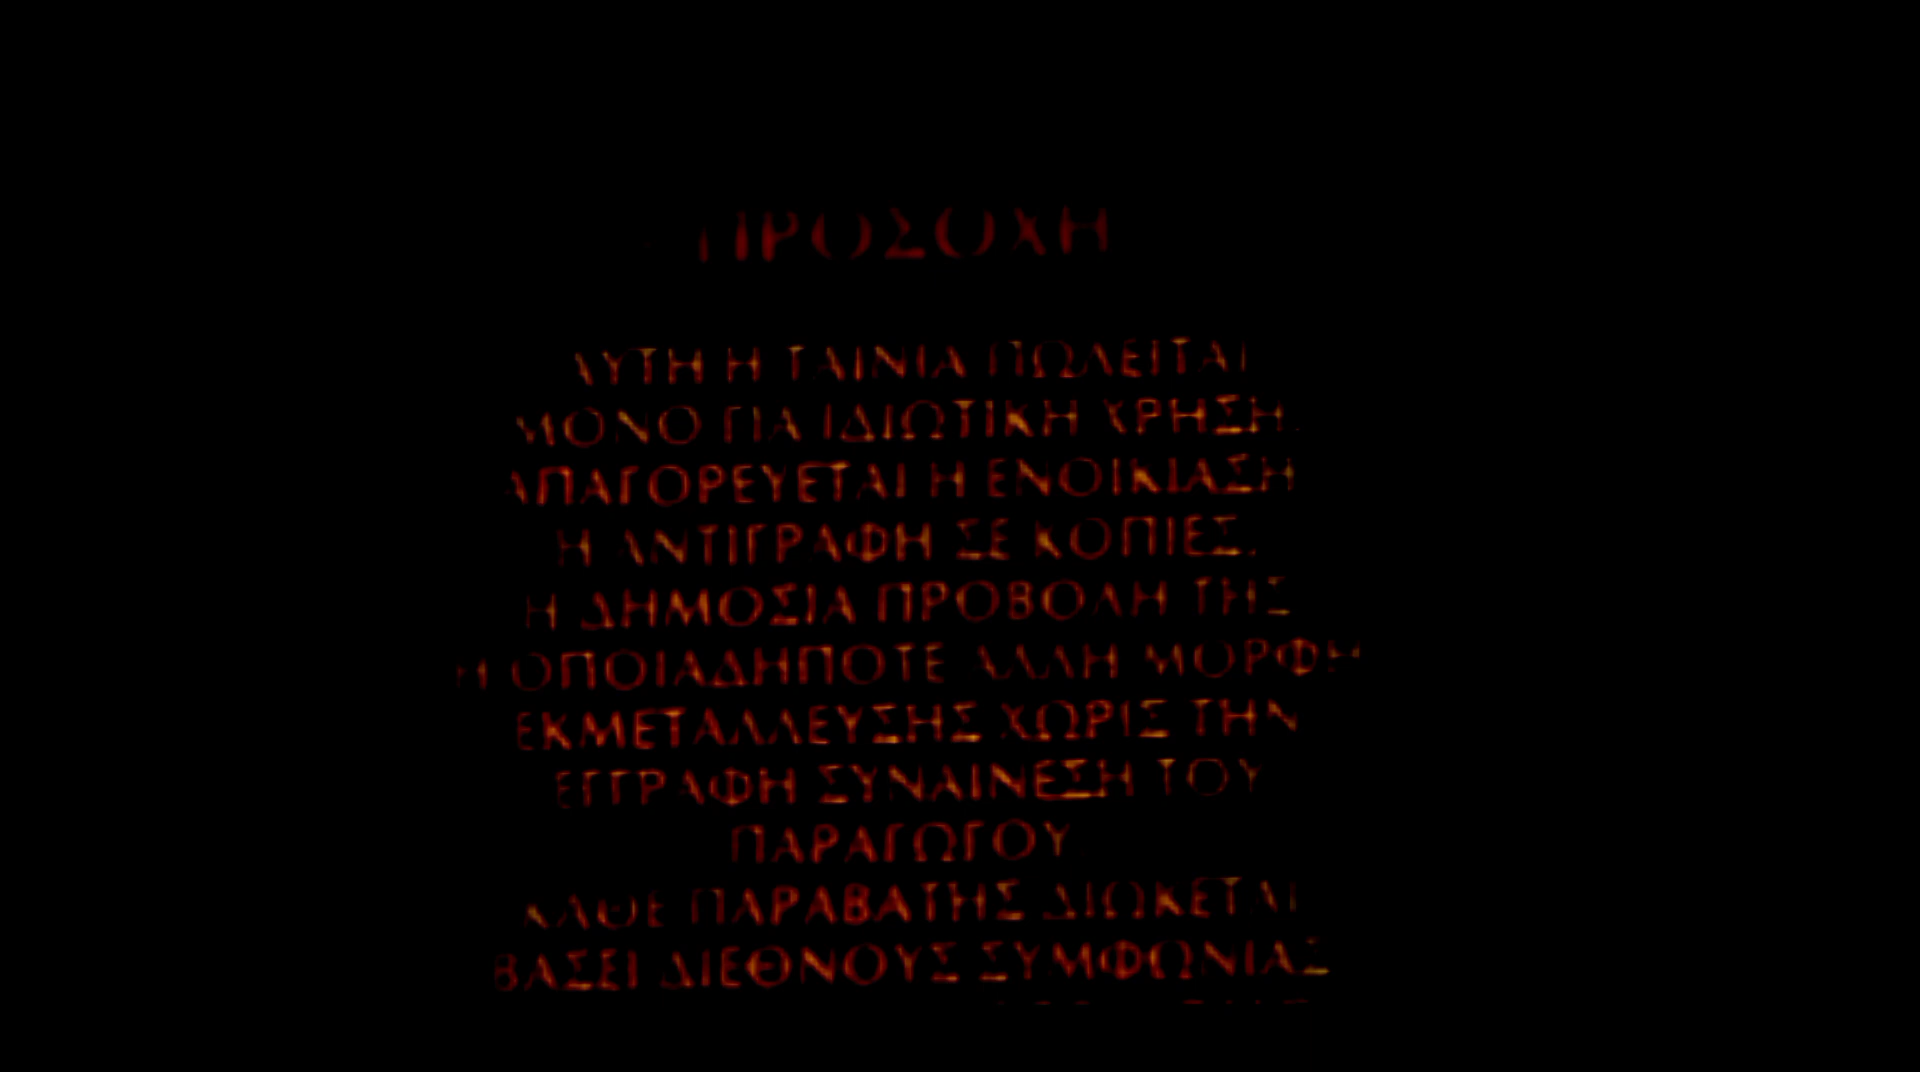 ΠΡΟΣΟΧΗ
ΑΥΤΗ Η ΤΑΙΝΙΑ ΠΩΛΕΙΤΑΙ
ΜΟΝΟ ΓΙΑ ΙΔΙΩΤΙΚΗ ΧΡΗΣΗ.
ΑΠΑΓΟΡΕΥΕΤΑΙ Η ΕΝΟΙΚΙΑΣΗ
Η ΑΝΤΙΓΡΑΦΗ ΣΕ ΚΟΠΙΕΣ,
Η ΔΗΜΟΣΙΑ ΠΡΟΒΟΛΗ ΤΗΣ
Η ΟΠΟΙΑΔΗΠΟΤΕ ΑΛΛΗ ΜΟΡΦΗ
ΕΚΜΕΤΑΛΛΕΥΣΗΣ ΧΩΡΙΣ ΤΗΝ
ΕΓΓΡΑΦΗ ΣΥΝΑΙΝΕΣΗ ΤΟΥ
ΠΑΡΑΓΩΓΟΥ
ΚΑΘΕ ΠΑΡΑΒΑΤΗΣ ΔΙΩΚΕΤΑΙ
ΒΑΣΕΙ ΔΙΕΘΝΟΥΣ ΣΥΜΦΩΝΙΑΣ